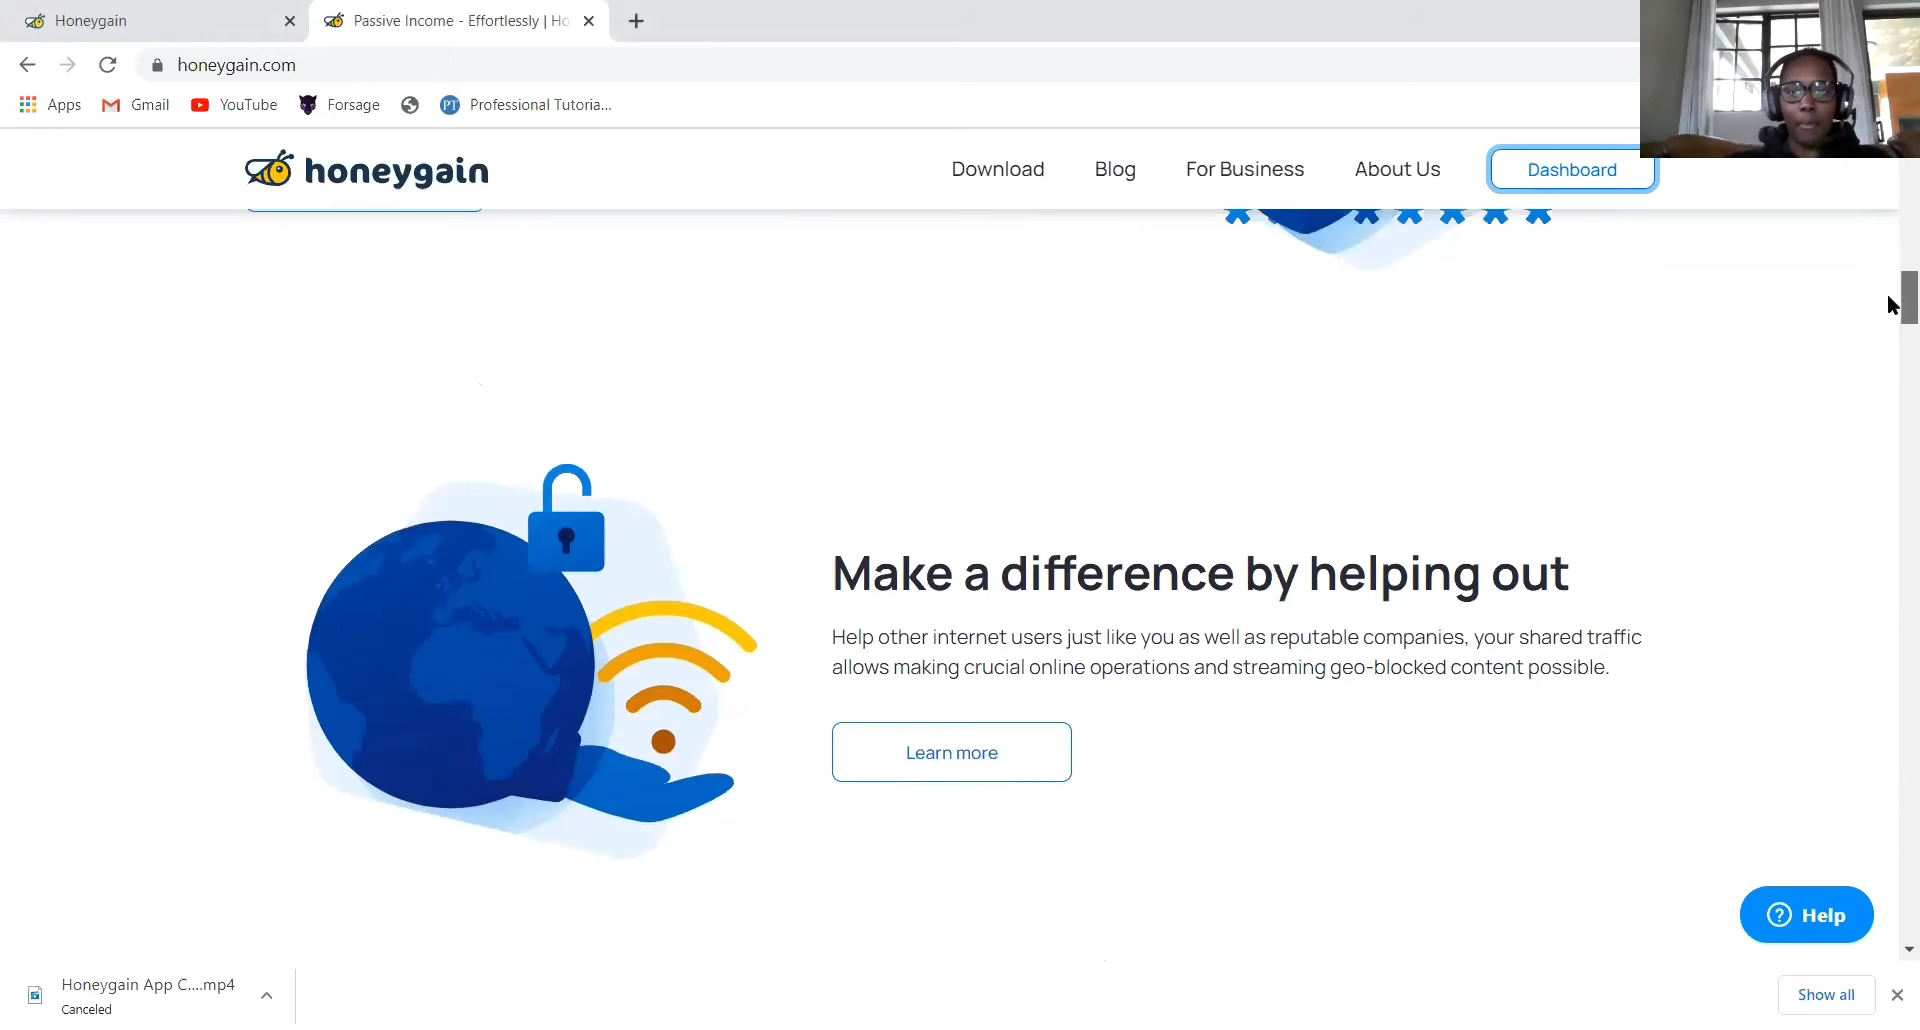 Honeygain
Passive Income - Effortlessly | Ho
honeygain.com
Apps
Gmail
YouTube
Forsage
PT
Professional Tutoria...
honeygain
Download
Blog
For Business
About Us
Dashboard
Make a difference by helping out
Help other internet users just like you as well as reputable companies, your shared traffic
allows making crucial online operations and streaming geo-blocked content possible.
Learn more
? Help
Honeygain App C....mp4
Canceled
Show all